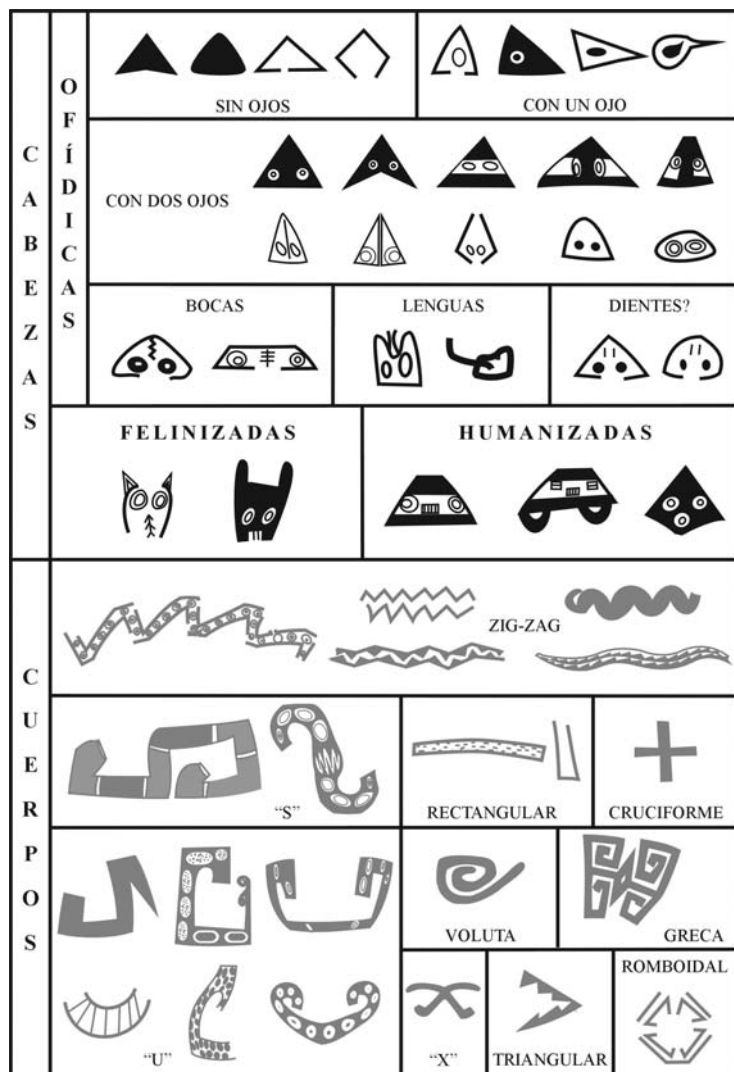 CABEZAS
OFÍDICAS
SIN OJOS
CON UN OJO
CON DOS OJOS
BOCAS
LENGUAS
DIENTES?
FELINIZADAS
HUMANIZADAS
CUERPOS
ZIG-ZAG
“S”
RECTANGULAR
CRUCIFORME
“U”
VOLUTA
GRECA
“X”
TRIANGULAR
ROMBOIDAL